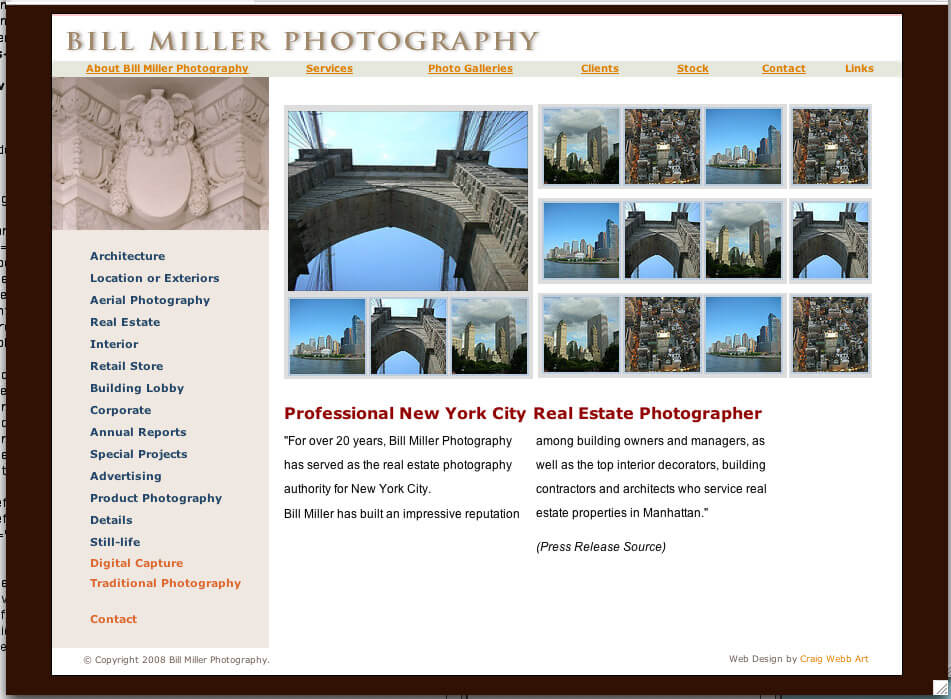 BILL MILLER PHOTOGRAPHY
About Bill Miller Photography Services Photo Galleries Clients Stock Contact Links
Architecture
Location or Exteriors
Aerial Photography
Real Estate
Interior
Retail Store
Building Lobby
Corporate
Annual Reports
Special Projects
Advertising
Product Photography
Details
Still-life
Digital Capture
Traditional Photography
Contact
Professional New York City Real Estate Photographer
"For over 20 years, Bill Miller Photography
has served as the real estate photography
authority for New York City.
Bill Miller has built an impressive reputation
among building owners and managers, as
well as the top interior decorators, building
contractors and architects who service real
estate properties in Manhattan."
(Press Release Source)
© Copyright 2008 Bill Miller Photography.
Web Design by Craig Webb Art